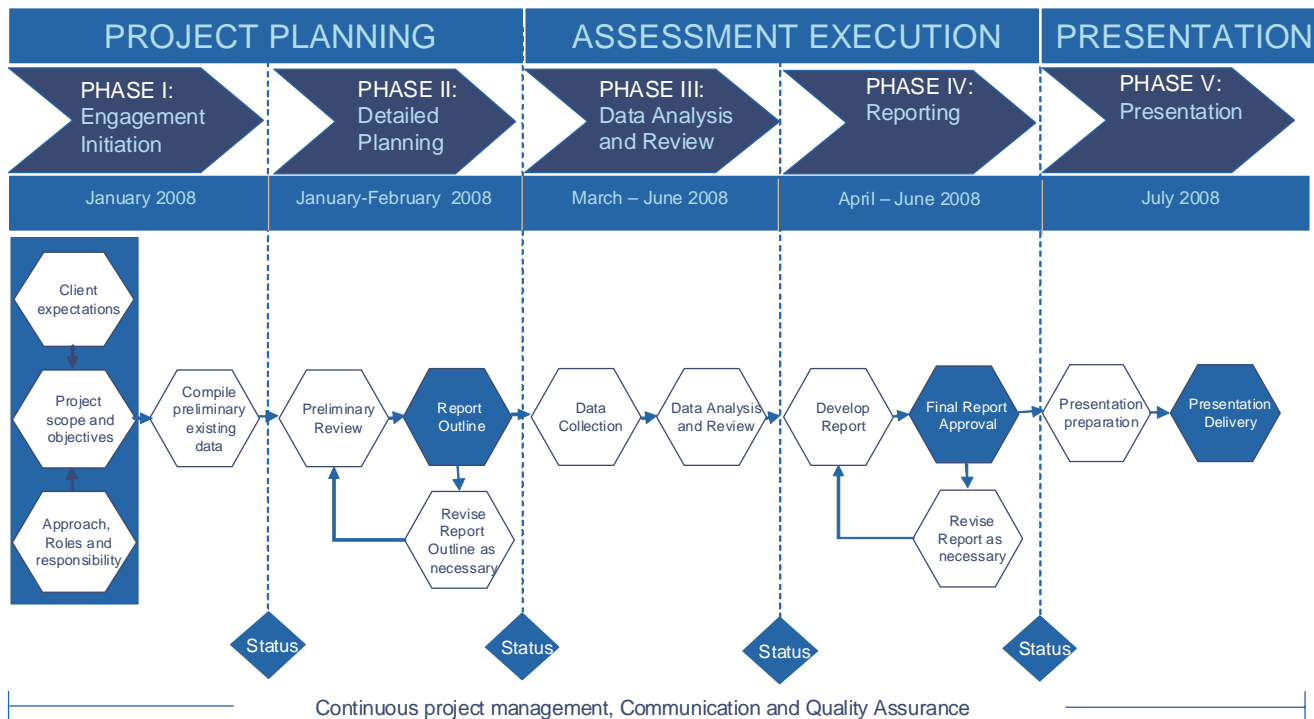 PROJECT PLANNING
ASSESSMENT EXECUTION
PRESENTATION
PHASE I:
Engagement
Initiation
PHASE II:
Detailed
Planning
PHASE III:
Data Analysis
and Review
PHASE IV:
Reporting
PHASE V:
Presentation
January 2008
January-February 2008
March – June 2008
April – June 2008
July 2008
Client
expectations
Project
scope and
objectives
Approach,
Roles and
responsibility
Compile
preliminary
existing
data
Preliminary
Review
Report
Outline
Revise
Report
Outline as
necessary
Data
Collection
Data Analysis
and Review
Develop
Report
Final Report
Approval
Revise
Report as
necessary
Presentation
preparation
Presentation
Delivery
Status
Status
Status
Status
Continuous project management, Communication and Quality Assurance